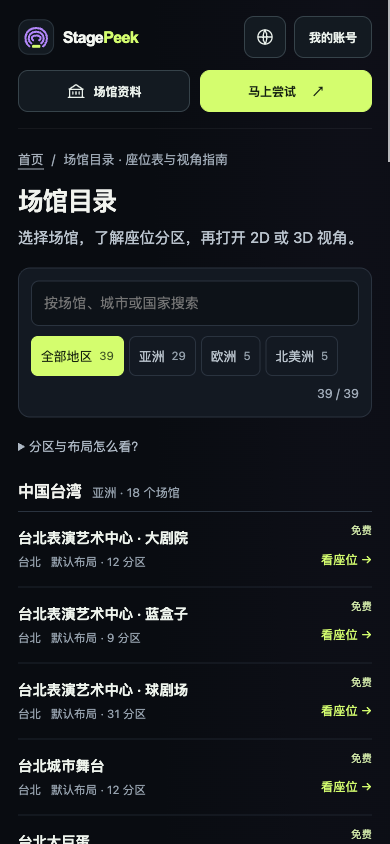 StagePeek
我的账号
场馆资料
马上尝试 ↗
首页 / 场馆目录 · 座位表与视角指南
场馆目录
选择场馆，了解座位分区，再打开 2D 或 3D 视角。
按场馆、城市或国家搜索
全部地区 39 亚洲 29 欧洲 5 北美洲 5
39 / 39
▶ 分区与布局怎么看?
中国台湾 亚洲 · 18 个场馆
台北表演艺术中心 · 大剧院 免费
台北 默认布局 · 12 分区 看座位 →
台北表演艺术中心 · 蓝盒子 免费
台北 默认布局 · 9 分区 看座位 →
台北表演艺术中心 · 球剧场 免费
台北 默认布局 · 31 分区 看座位 →
台北城市舞台 免费
台北 默认布局 · 12 分区 看座位 →
台北大巨蛋 免费